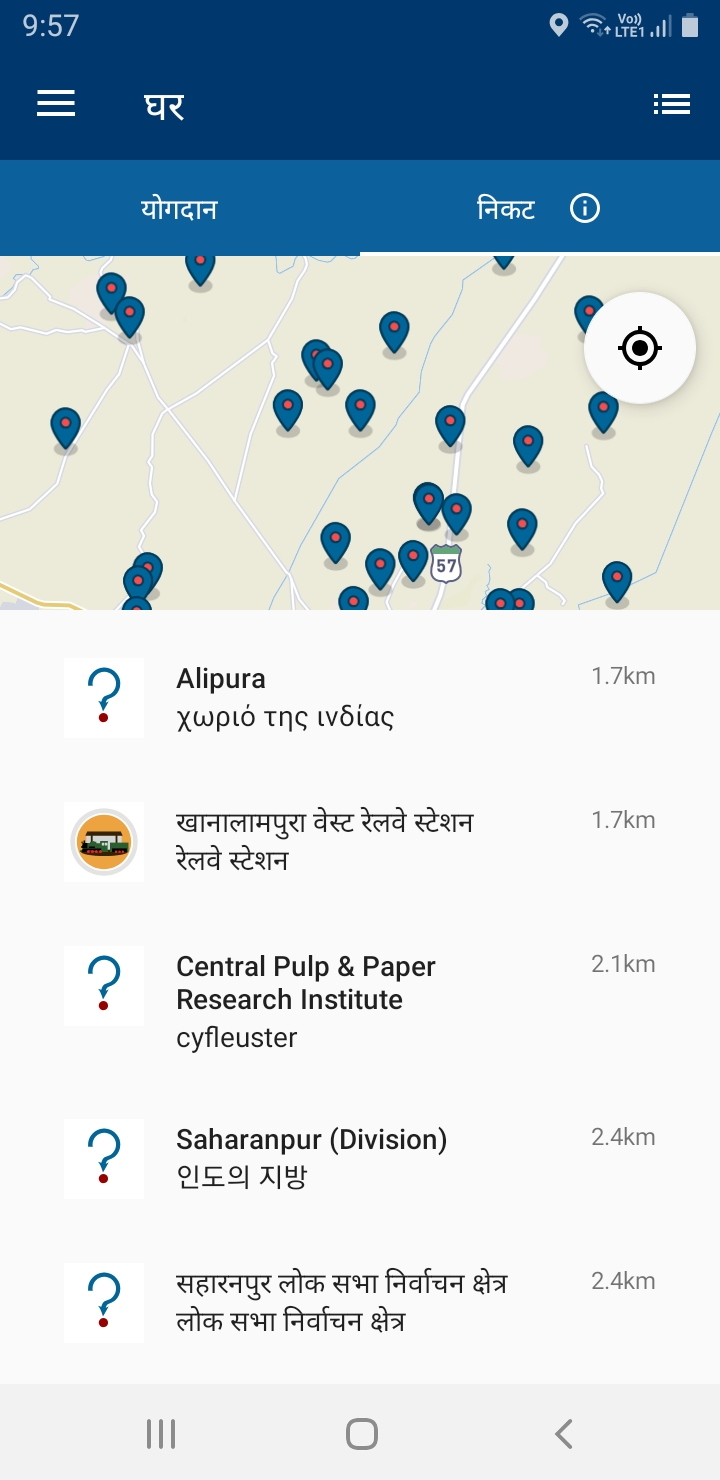 9:57
Vo))
LTE1
घर
योगदान
निकट
57
Alipura
1.7km
χωριό της ινδίας
खानालामपुरा वेस्ट रेलवे स्टेशन
1.7km
रेलवे स्टेशन
Central Pulp & Paper
2.1km
Research Institute
cyfleuster
Saharanpur (Division)
2.4km
인도의 지방
सहारनपुर लोक सभा निर्वाचन क्षेत्र
2.4km
लोक सभा निर्वाचन क्षेत्र